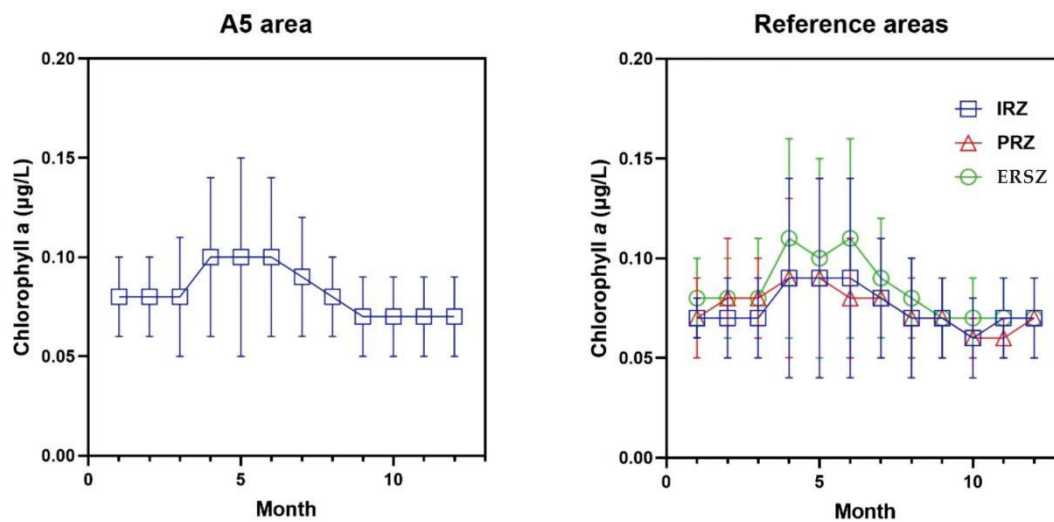 A5 area
Chlorophyll a (µg/L)
0.20
0.15
0.10
0.05
0.00
0
5
10
Month
Reference areas
Chlorophyll a (µg/L)
0.20
0.15
0.10
0.05
0.00
0
5
10
Month
IRZ
PRZ
ERSZ